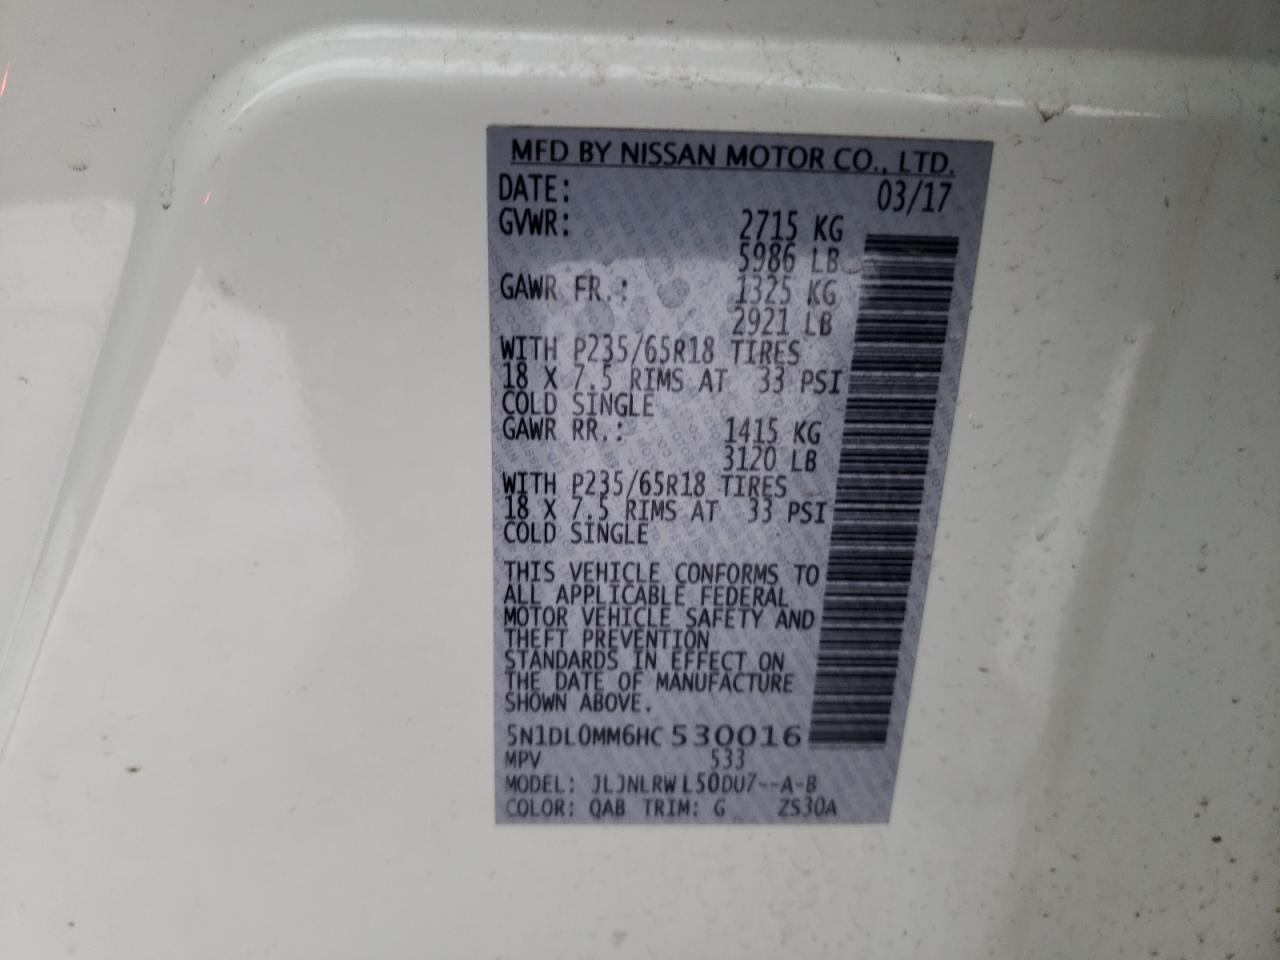 MFD BY NISSAN MOTOR CO., LTD.
DATE: 03/17
GVWR: 2715 KG
5986 LB
GAWR FR.: 1325 KG
2921 LB
WITH P235/65R18 TIRES
18 X 7.5 RIMS AT 33 PSI
COLD SINGLE
GAWR RR.: 1415 KG
3120 LB
WITH P235/65R18 TIRES
18 X 7.5 RIMS AT 33 PSI
COLD SINGLE
THIS VEHICLE CONFORMS TO
ALL APPLICABLE FEDERAL
MOTOR VEHICLE SAFETY AND
THEFT PREVENTION
STANDARDS IN EFFECT ON
THE DATE OF MANUFACTURE
SHOWN ABOVE.
5N1DL0MM6HC530016
MPV 533
MODEL: JLJNLRWL50DU7--A-B
COLOR: QAB TRIM: G ZS30A